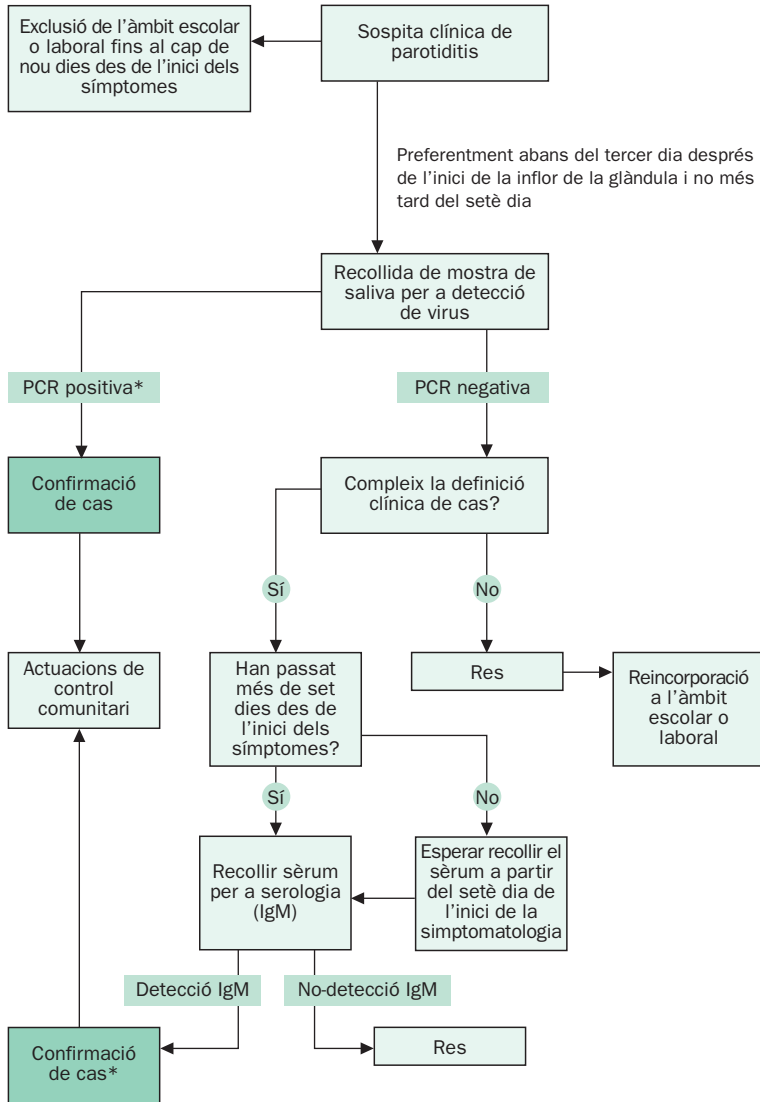 Exclusió de l’àmbit escolar
o laboral fins al cap de
nou dies des de l’inici dels
símptomes
Sospita clínica de
parotiditis
Preferentment abans del tercer dia després
de l’inici de la inflor de la glàndula i no més
tard del setè dia
Recollida de mostra de
saliva per a detecció
de virus
PCR positiva*
PCR negativa
Confirmació
de cas
Compleix la definició
clínica de cas?
Sí
No
Actuacions de
control
comunitari
Han passat
més de set
dies des de
l’inici dels
símptomes?
Res
Reincorporació
a l’àmbit
escolar o
laboral
Sí
No
Recollir sèrum
per a serologia
(IgM)
Esperar recollir el
sèrum a partir
del setè dia de
l’inici de la
simptomatologia
Detecció IgM
No-detecció IgM
Confirmació
de cas*
Res